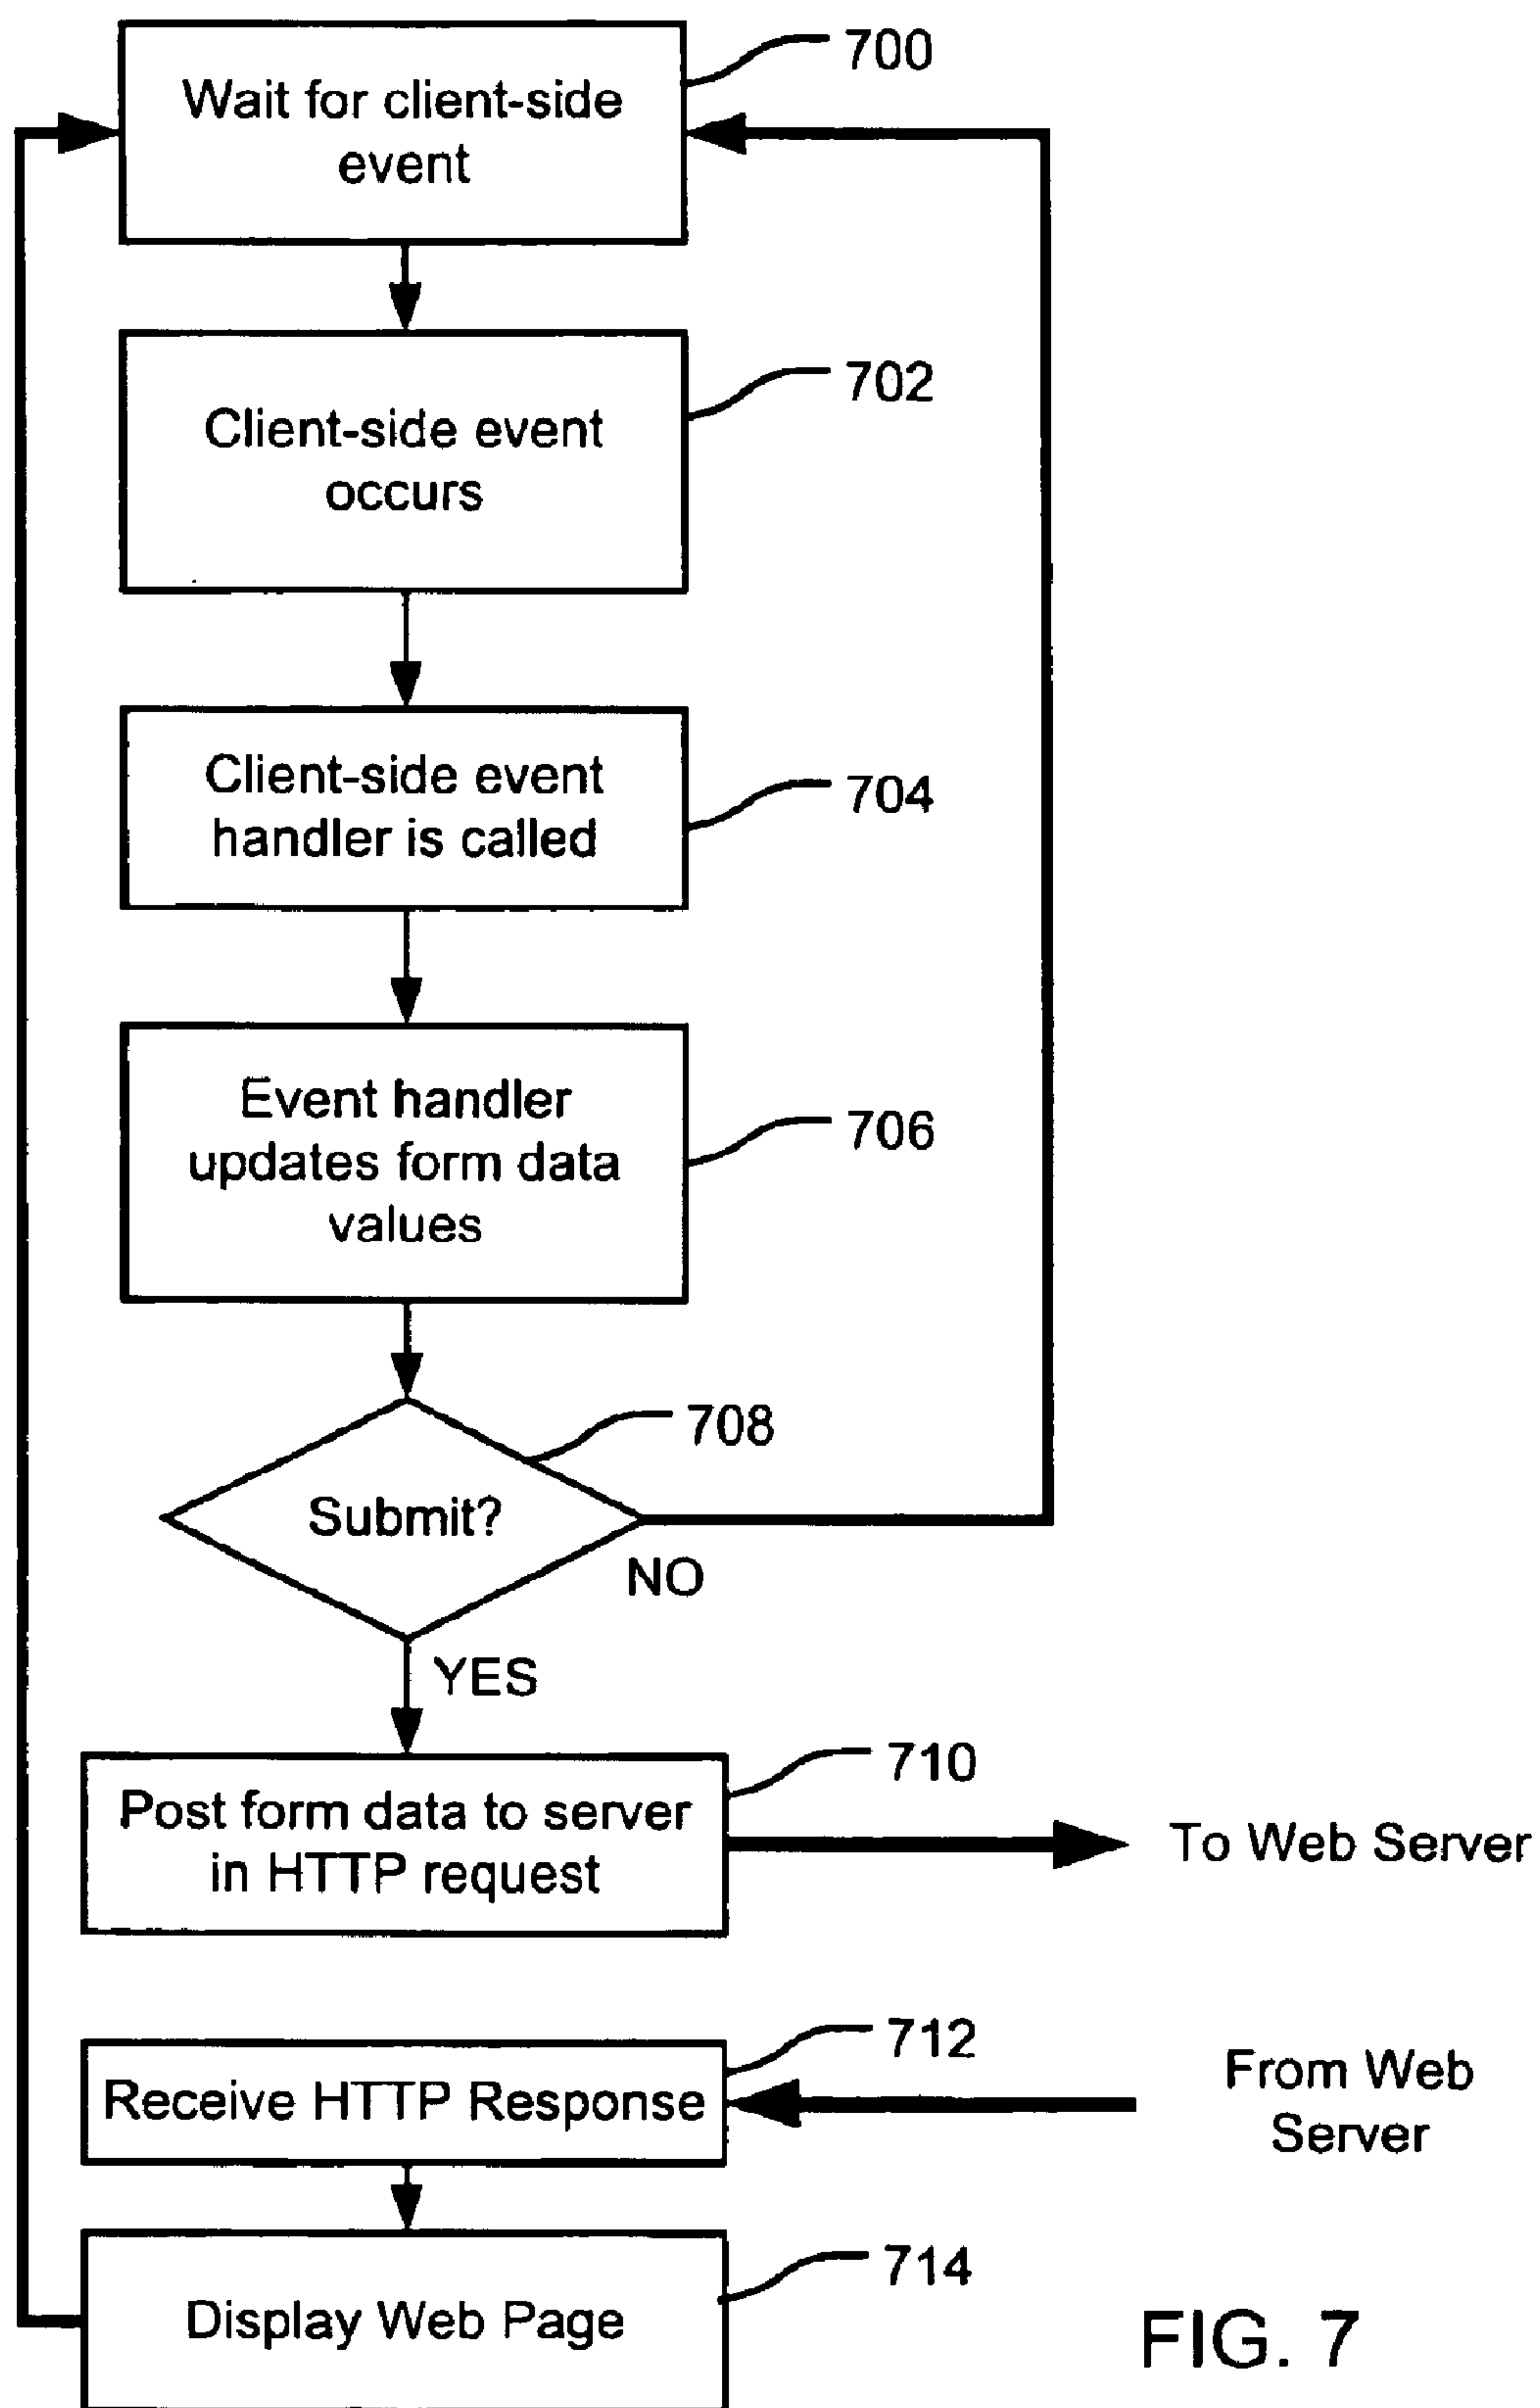 700
Wait for client-side
event
702
Client-side event
occurs
704
Client-side event
handler is called
706
Event handler
updates form data
values
708
Submit?
NO
YES
710
Post form data to server
in HTTP request
To Web Server
712
Receive HTTP Response
From Web
Server
714
Display Web Page
FIG. 7